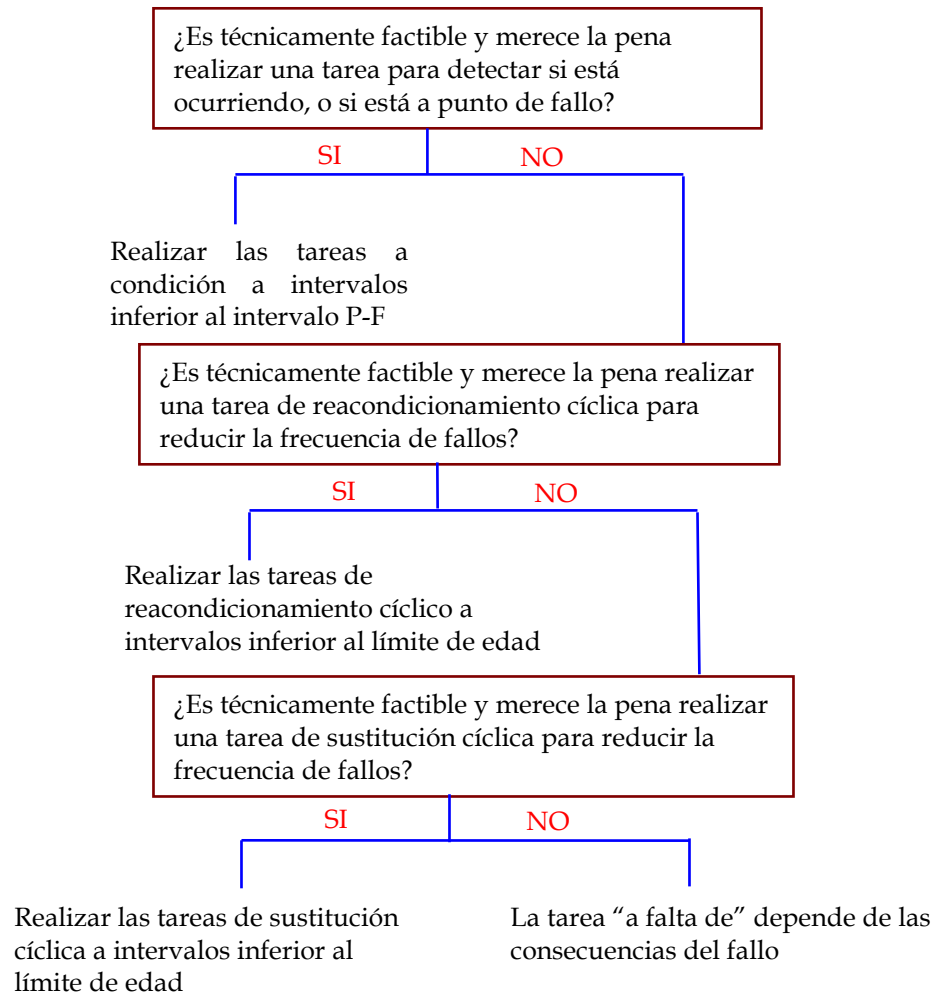 ¿Es técnicamente factible y merece la pena
realizar una tarea para detectar si está
ocurriendo, o si está a punto de fallo?
SI
NO
Realizar las tareas a
condición a intervalos
inferior al intervalo P-F
¿Es técnicamente factible y merece la pena realizar
una tarea de reacondicionamiento cíclica para
reducir la frecuencia de fallos?
SI
NO
Realizar las tareas de
reacondicionamiento cíclico a
intervalos inferior al límite de edad
¿Es técnicamente factible y merece la pena realizar
una tarea de sustitución cíclica para reducir la
frecuencia de fallos?
SI
NO
Realizar las tareas de sustitución
cíclica a intervalos inferior al
límite de edad
La tarea “a falta de” depende de las
consecuencias del fallo